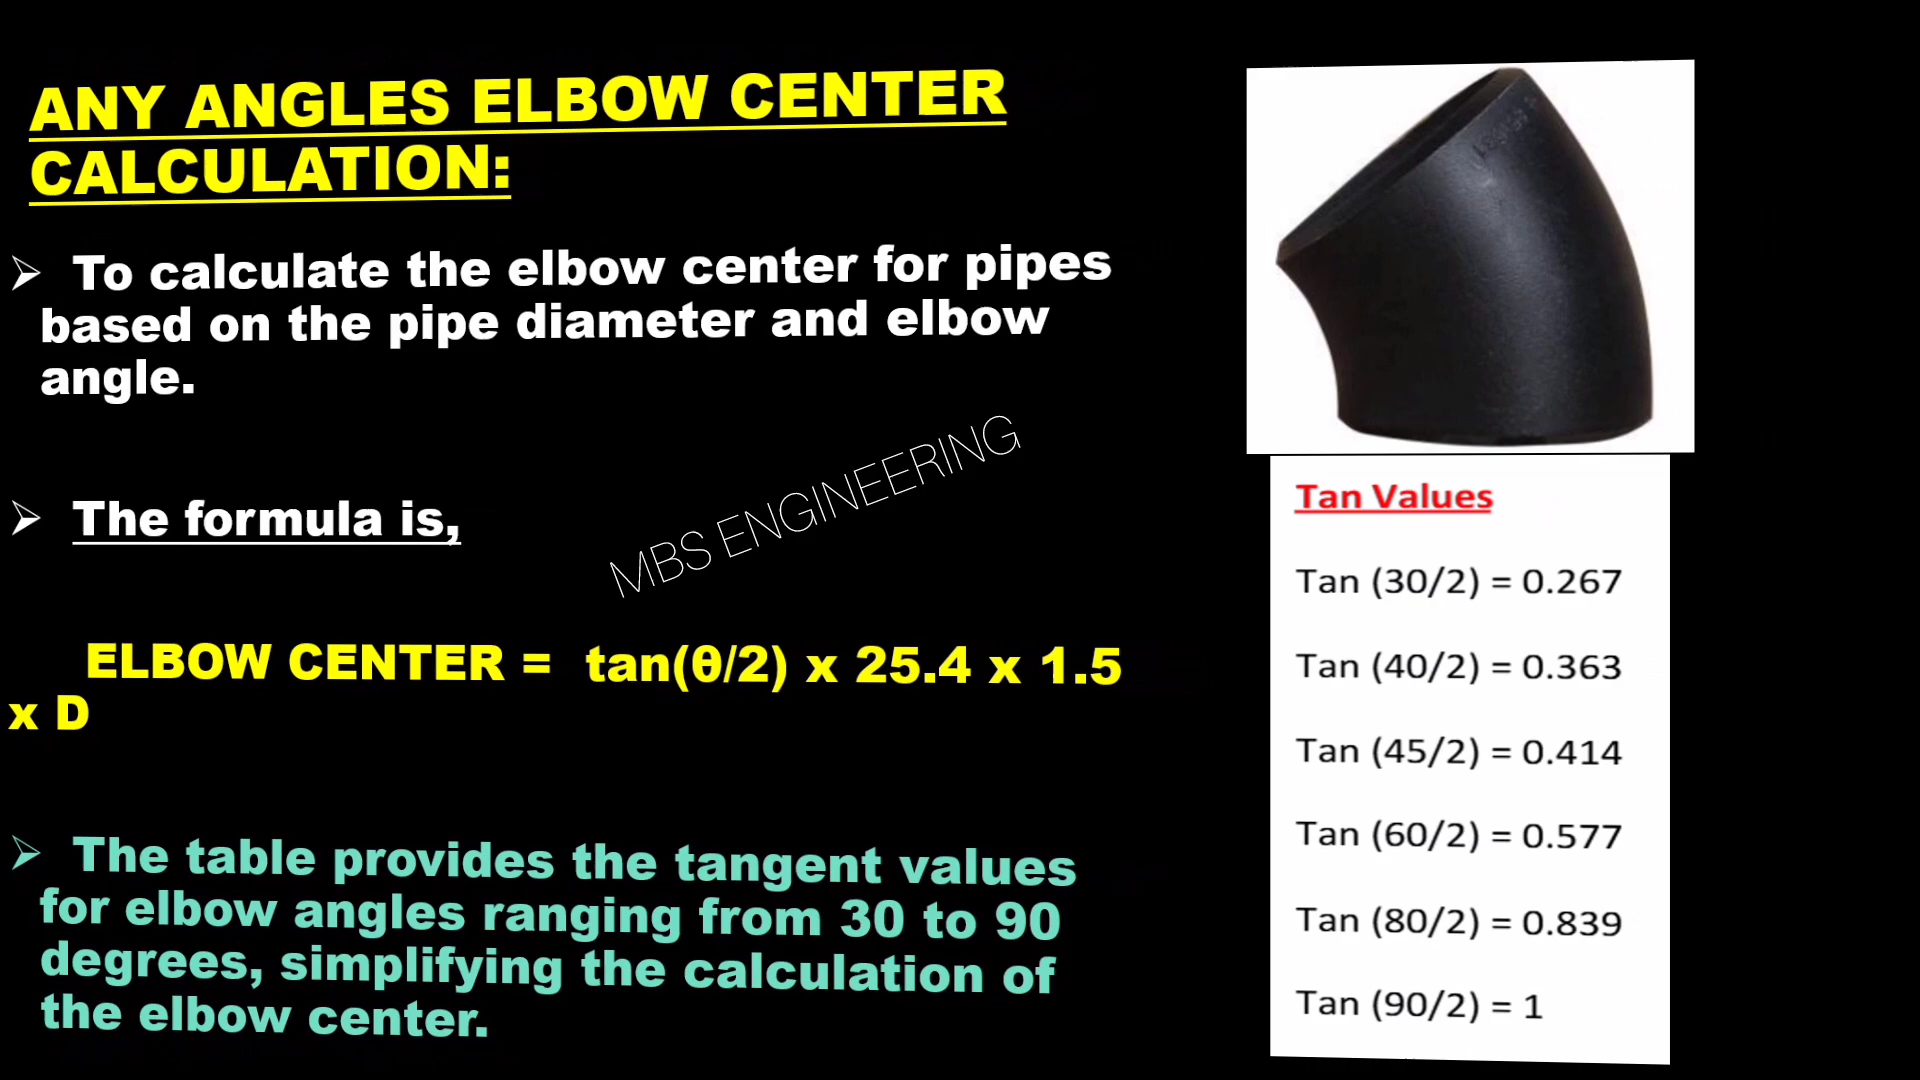 ANY ANGLES ELBOW CENTER
CALCULATION:
➢ To calculate the elbow center for pipes
based on the pipe diameter and elbow
angle.
➢ The formula is,
MBS ENGINEERING
ELBOW CENTER = tan(θ/2) x 25.4 x 1.5
x D
➢ The table provides the tangent values
for elbow angles ranging from 30 to 90
degrees, simplifying the calculation of
the elbow center.
Tan Values
Tan (30/2) = 0.267
Tan (40/2) = 0.363
Tan (45/2) = 0.414
Tan (60/2) = 0.577
Tan (80/2) = 0.839
Tan (90/2) = 1